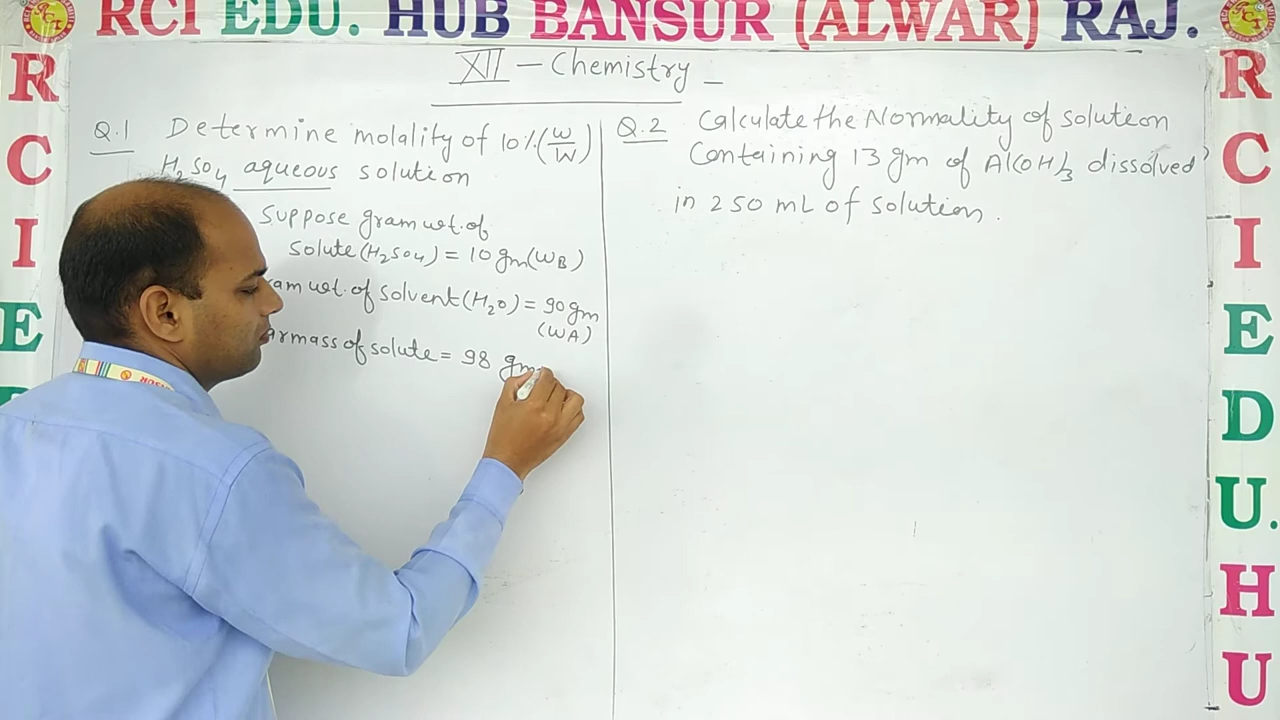 RCI EDU. HUB BANSUR (ALWAR) RAJ.
XII - Chemistry
Q.1 Determine molality of 10%(w/W)
H₂SO₄ aqueous solution
Suppose gram wt. of
solute (H₂SO₄) = 10 gm (WB)
wt. of solvent (H₂O) = 90 gm
(WA)
mass of solute = 98 gm
Q.2 Calculate the Normality of solution
Containing 13 gm of Al(OH)₃ dissolved
in 250 mL of solution.
R
C
I
E
R
C
I
E
D
U.
H
U
BANSUR